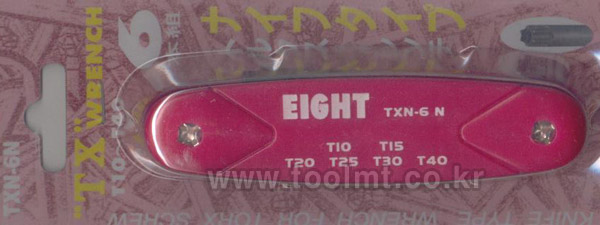 TXN-6N
"TX" WRENCH
6
ナイフタイプ
EIGHT TXN-6 N
T10 T15
T20 T25 T30 T40
www.toolmt.co.kr
KNIFE TYPE WRENCH FOR TORX SCREW